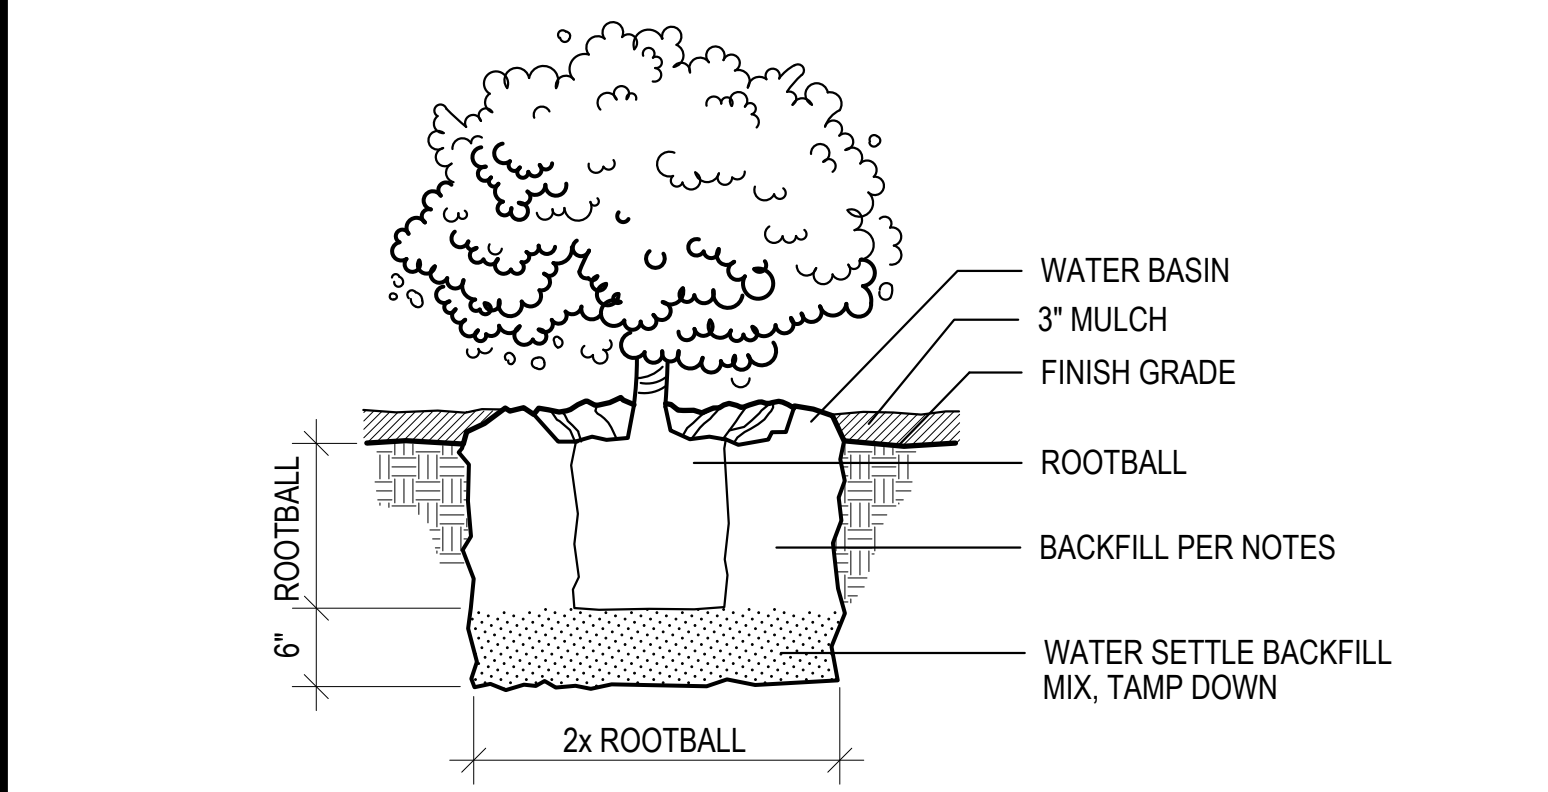 WATER BASIN
3" MULCH
FINISH GRADE
ROOTBALL
BACKFILL PER NOTES
WATER SETTLE BACKFILL
MIX, TAMP DOWN
ROOTBALL
6"
2x ROOTBALL